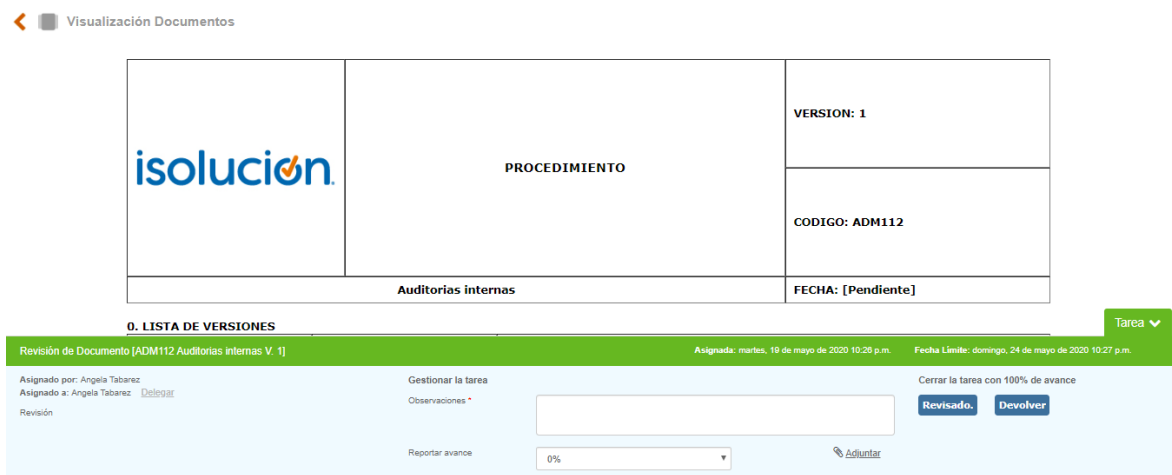 Visualización Documentos
isolución
PROCEDIMIENTO
VERSION: 1
CODIGO: ADM112
Auditorias internas
FECHA: [Pendiente]
0. LISTA DE VERSIONES
Tarea
Revisión de Documento [ADM112 Auditorias internas V. 1]
Asignada: martes, 19 de mayo de 2020 10:26 p.m.
Fecha Límite: domingo, 24 de mayo de 2020 10:27 p.m.
Asignado por: Angela Tabarez
Asignado a: Angela Tabarez Delegar
Revisión
Gestionar la tarea
Observaciones *
Reportar avance
0%
Adjuntar
Cerrar la tarea con 100% de avance
Revisado.
Devolver